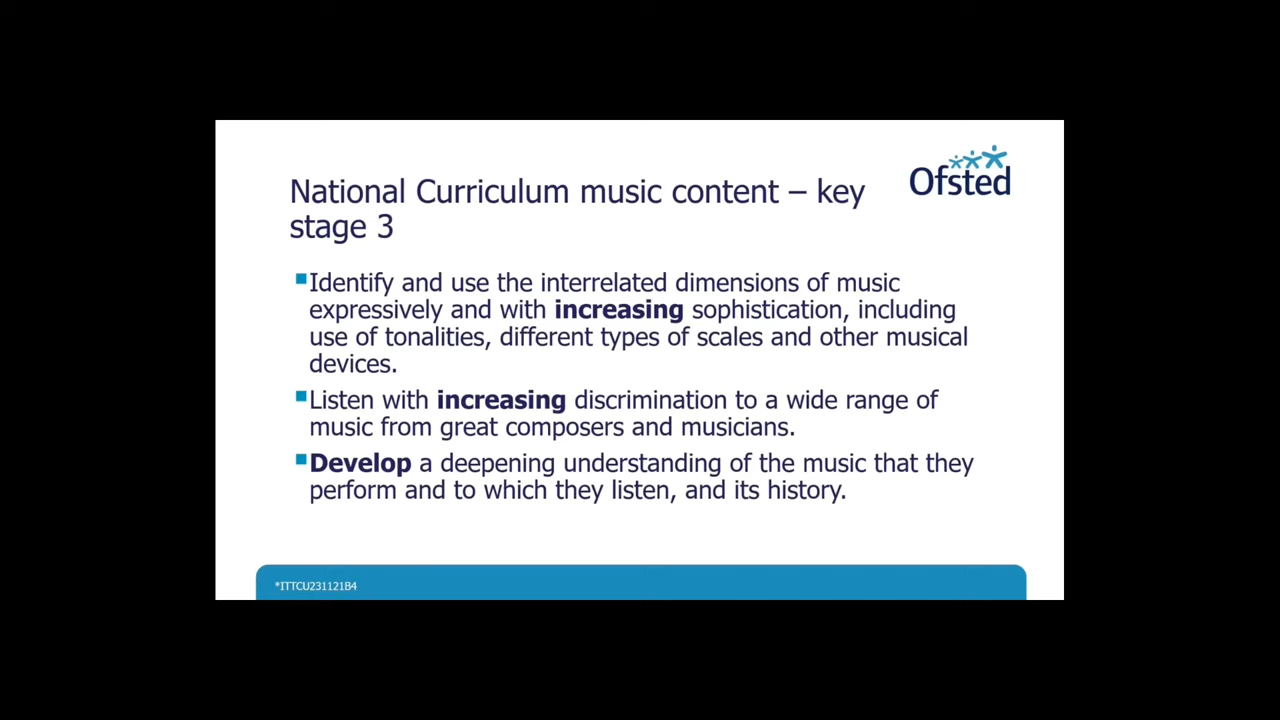 National Curriculum music content – key
stage 3
Ofsted
Identify and use the interrelated dimensions of music
expressively and with increasing sophistication, including
use of tonalities, different types of scales and other musical
devices.
Listen with increasing discrimination to a wide range of
music from great composers and musicians.
Develop a deepening understanding of the music that they
perform and to which they listen, and its history.
*ITTCU231121B4